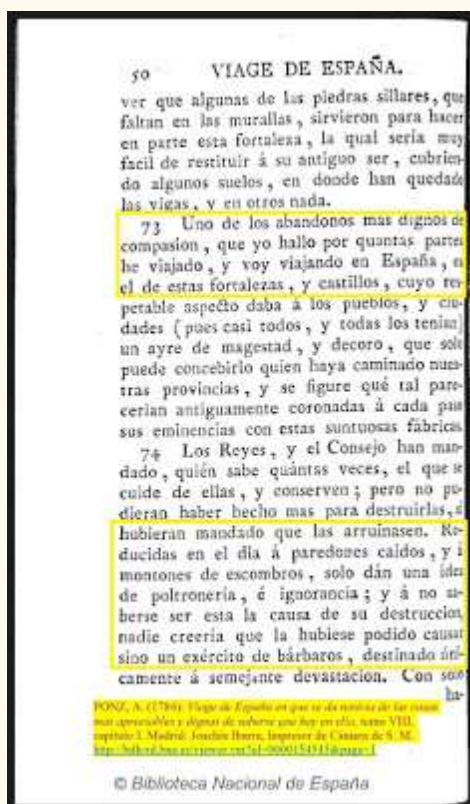 50 VIAGE DE ESPAÑA.
ver que algunas de las piedras sillares, que
faltan en las murallas, sirvieron para hacer
en parte esta fortaleza, la qual sería muy
facil de restituir á su antiguo ser, cubrien-
do algunos suelos, en donde han quedado
las vigas, y en otros nada.
73 Uno de los abandonos mas dignos de
compasion, que yo hallo por quantas partes
he viajado, y voy viajando en España, es
el de estas fortalezas, y castillos, cuyo res-
petable aspecto daba á los pueblos, y ciu-
dades (pues casi todos, y todas los tenian)
un ayre de magestad, y decoro, que solo
puede concebirlo quien haya caminado nues-
tras provincias, y se figure qué tal pare-
cerían antiguamente coronadas á cada paso
sus eminencias con estas suntuosas fábricas.
74 Los Reyes, y el Consejo han man-
dado, quién sabe quántas veces, el que se
cuide de ellas, y conserven; pero no pu-
dieran haber hecho mas para destruirlas, si
hubieran mandado que las arruinasen. Re-
ducidas en el dia á paredones caidos, y á
montones de escombros, solo dán una idea
de poltronería, é ignorancia; y á no sa-
berse ser esta la causa de su destruccion,
nadie creería que la hubiese podido causar
sino un exército de bárbaros, destinado úni-
camente á semejante devastacion. Con solo
ha-
PONZ, A. (1784). Viage de España en que se da noticia de las cosas
mas apreciables y dignas de saberse que hay en ella, tomo VIII,
capítulo I. Madrid: Joachin Ibarra, Impresor de Cámara de S. M.
© Biblioteca Nacional de España